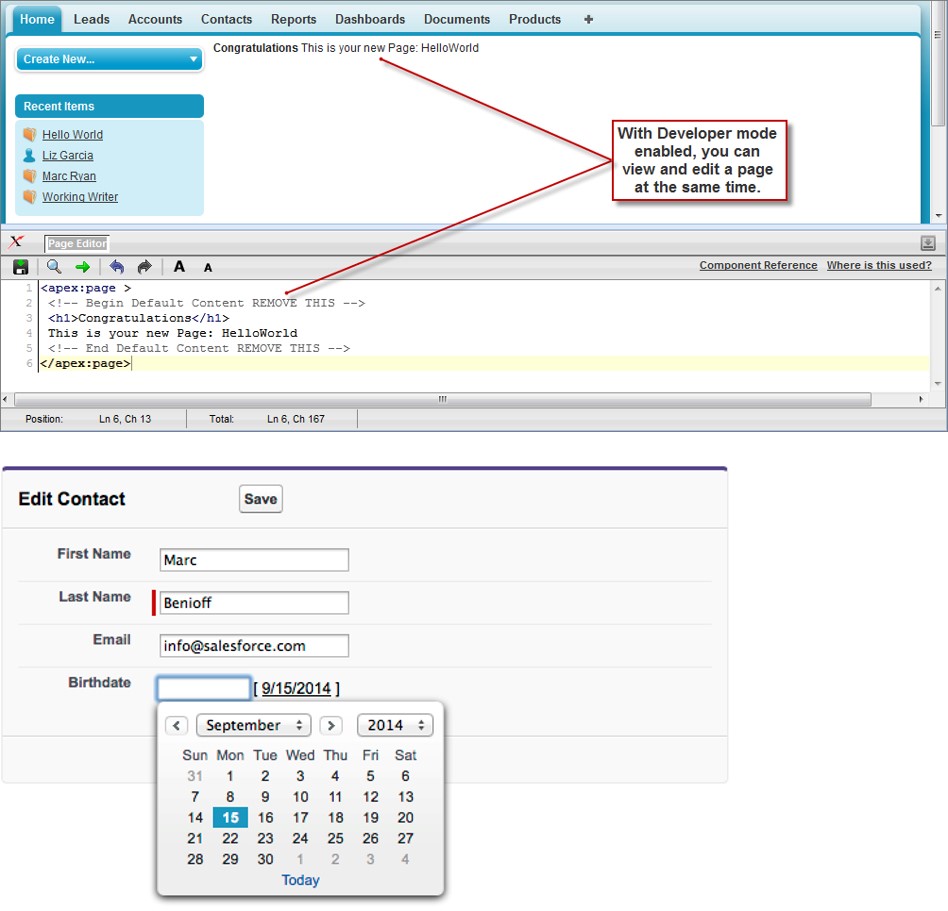 Home Leads Accounts Contacts Reports Dashboards Documents Products +
Create New...
Congratulations This is your new Page: HelloWorld
Recent Items
Hello World
Liz Garcia
Marc Ryan
Working Writer
With Developer mode
enabled, you can
view and edit a page
at the same time.
Page Editor
A A Component Reference Where is this used?
1 <apex:page >
2 <!-- Begin Default Content REMOVE THIS -->
3 <h1>Congratulations</h1>
4 This is your new Page: HelloWorld
5 <!-- End Default Content REMOVE THIS -->
6 </apex:page>
Position: Ln 6, Ch 13 Total: Ln 6, Ch 167
Edit Contact Save
First Name Marc
Last Name Benioff
Email info@salesforce.com
Birthdate [ 9/15/2014 ]
< September > 2014
Sun Mon Tue Wed Thu Fri Sat
31 1 2 3 4 5 6
7 8 9 10 11 12 13
14 15 16 17 18 19 20
21 22 23 24 25 26 27
28 29 30 1 2 3 4
Today